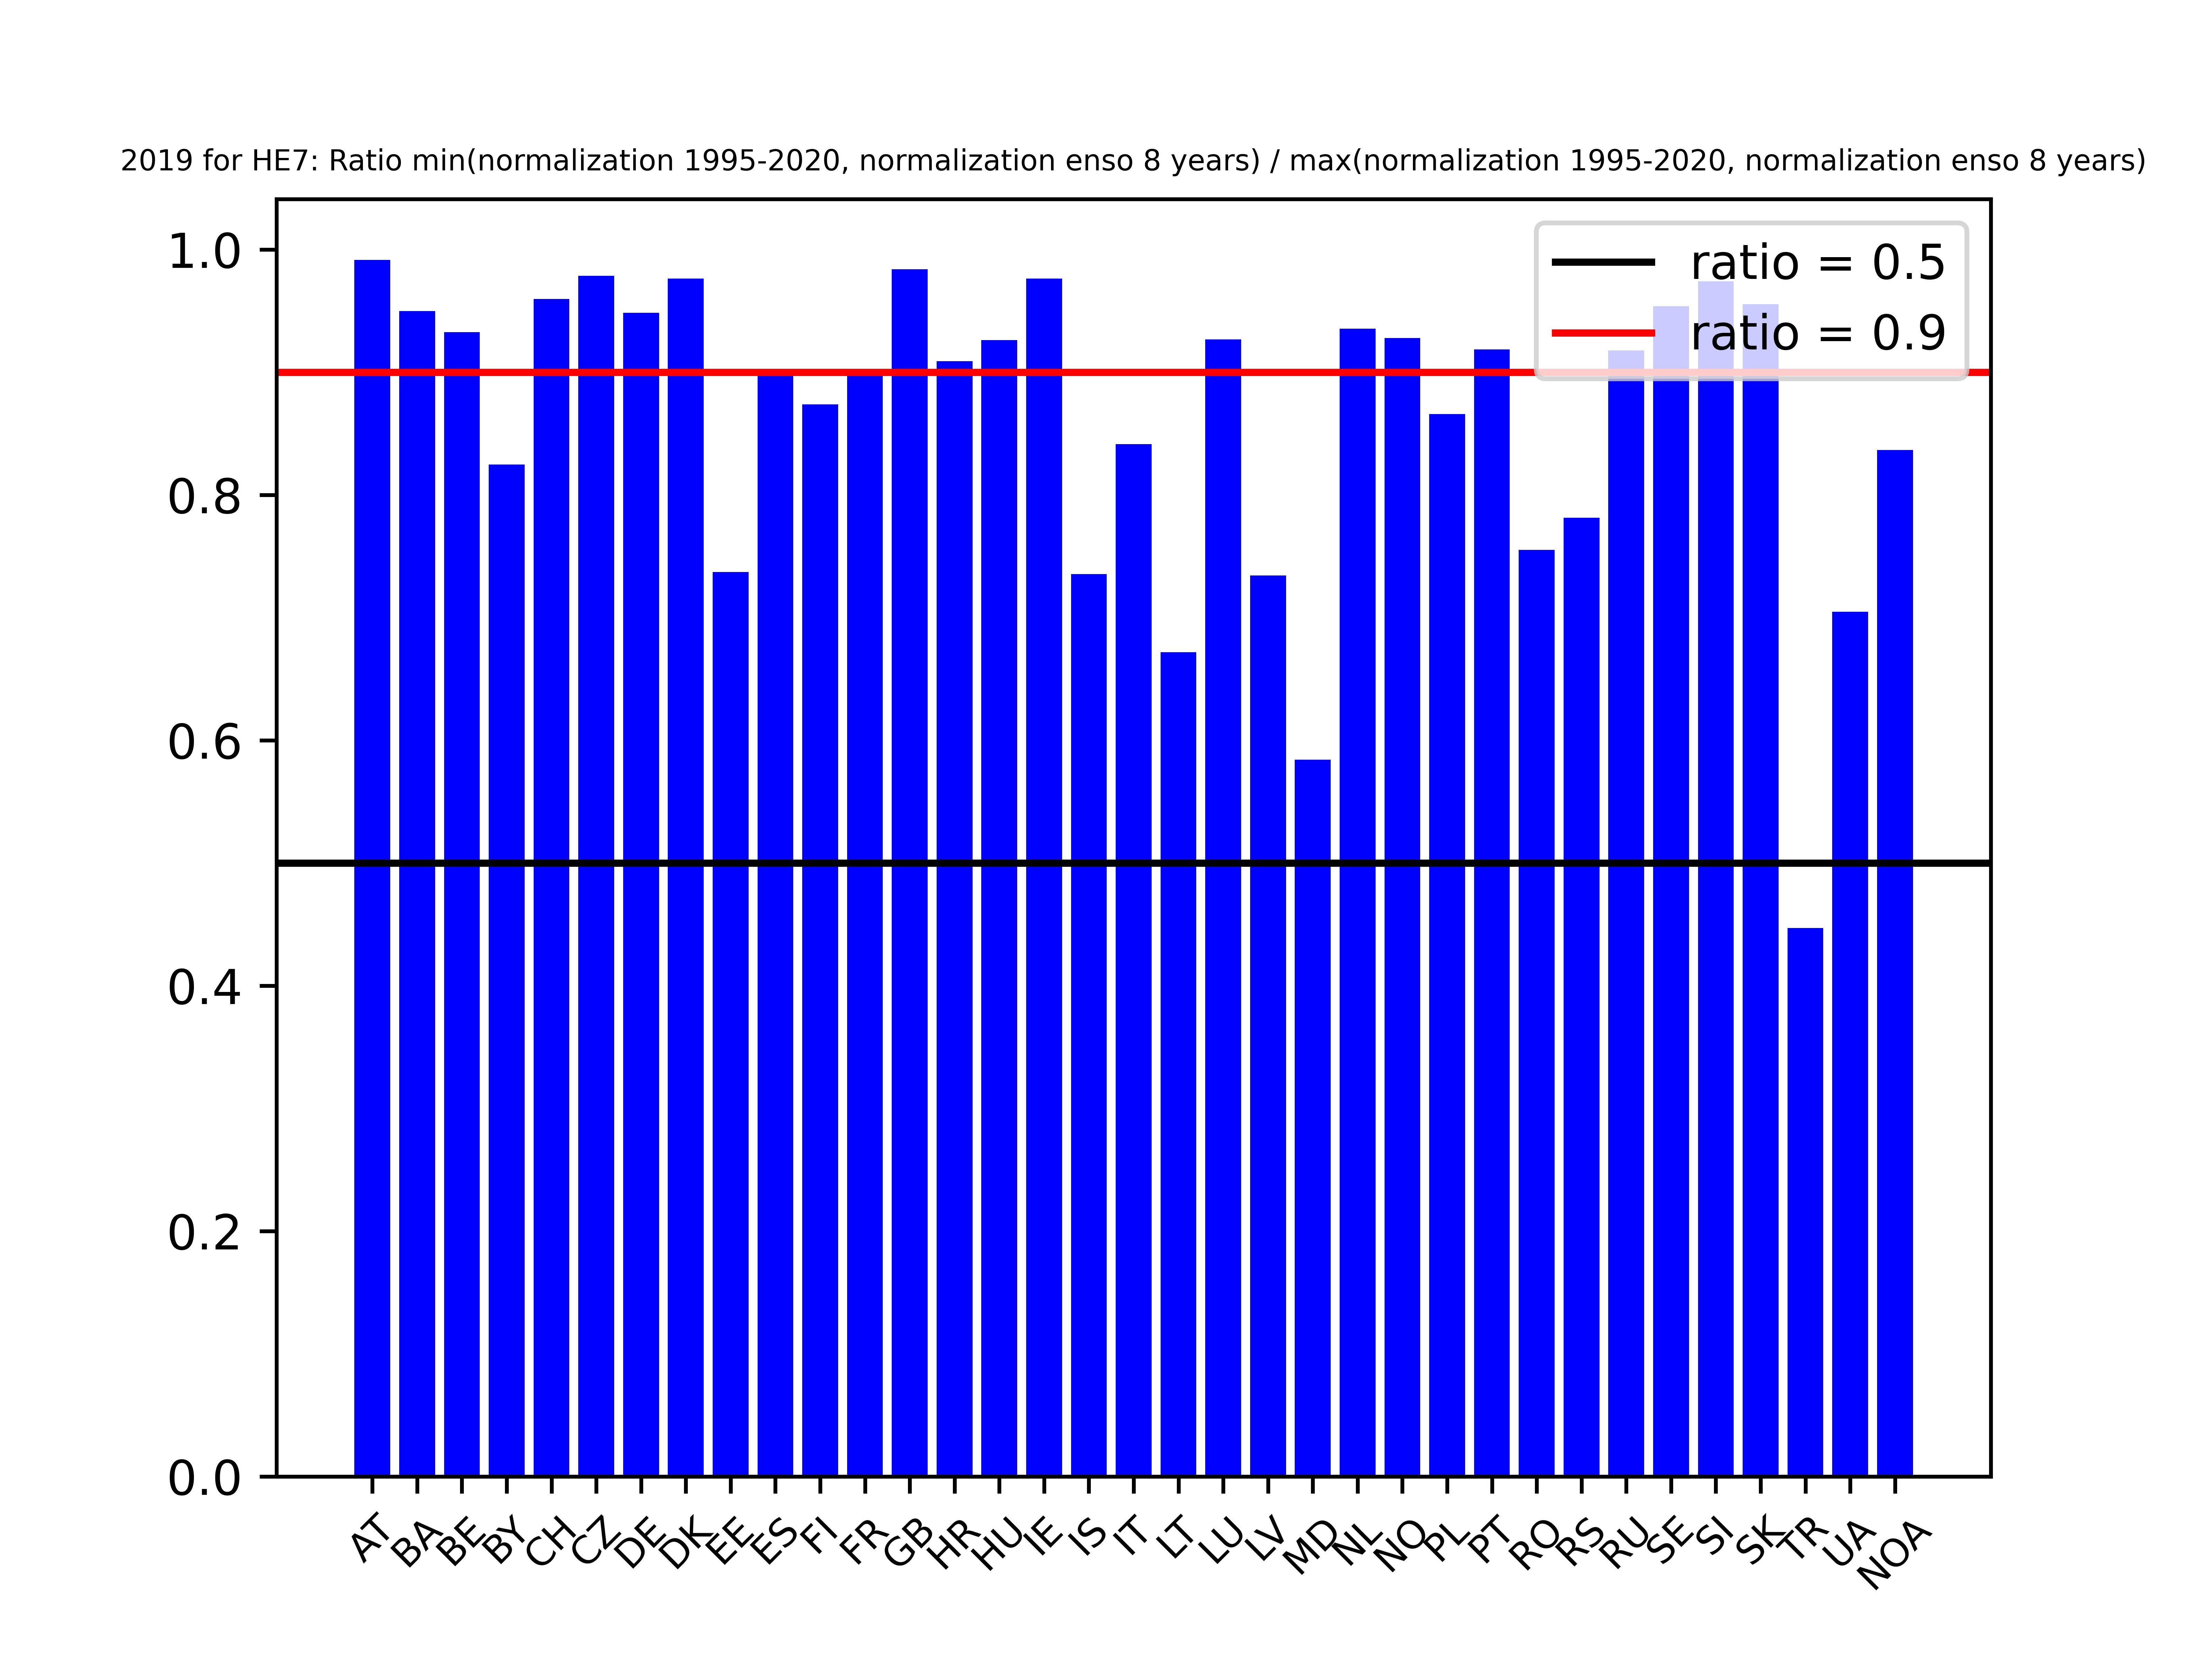 2019 for HE7: Ratio min(normalization 1995-2020, normalization enso 8 years) / max(normalization 1995-2020, normalization enso 8 years)
ratio = 0.5
ratio = 0.9
1.0
0.8
0.6
0.4
0.2
0.0
AT BA BE BY CH CZ DE DK EE ES FI FR GB HR HU IE IS IT LT LU LV MD NL NO PL PT RO RS RU SE SI SK TR UA NOA